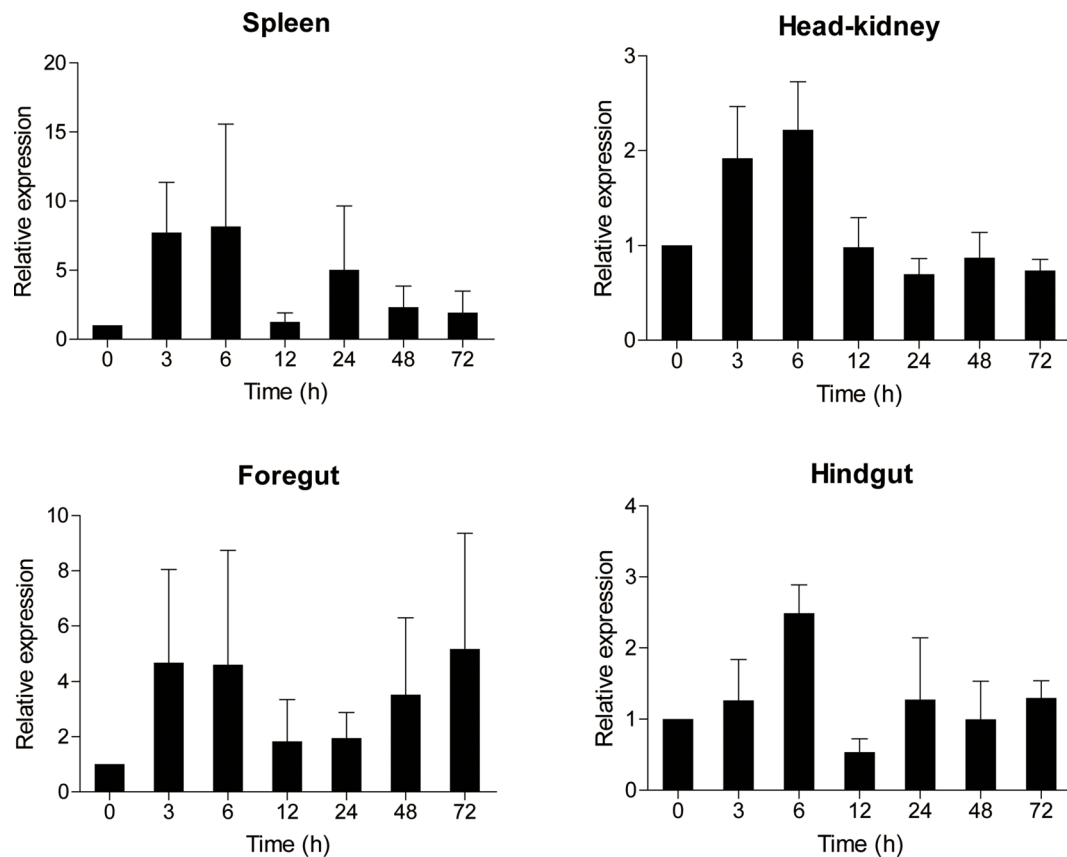 Spleen
Relative expression
20
15
10
5
0
0 3 6 12 24 48 72
Time (h)
Head-kidney
Relative expression
3
2
1
0
0 3 6 12 24 48 72
Time (h)
Foregut
Relative expression
10
8
6
4
2
0
0 3 6 12 24 48 72
Time (h)
Hindgut
Relative expression
4
3
2
1
0
0 3 6 12 24 48 72
Time (h)